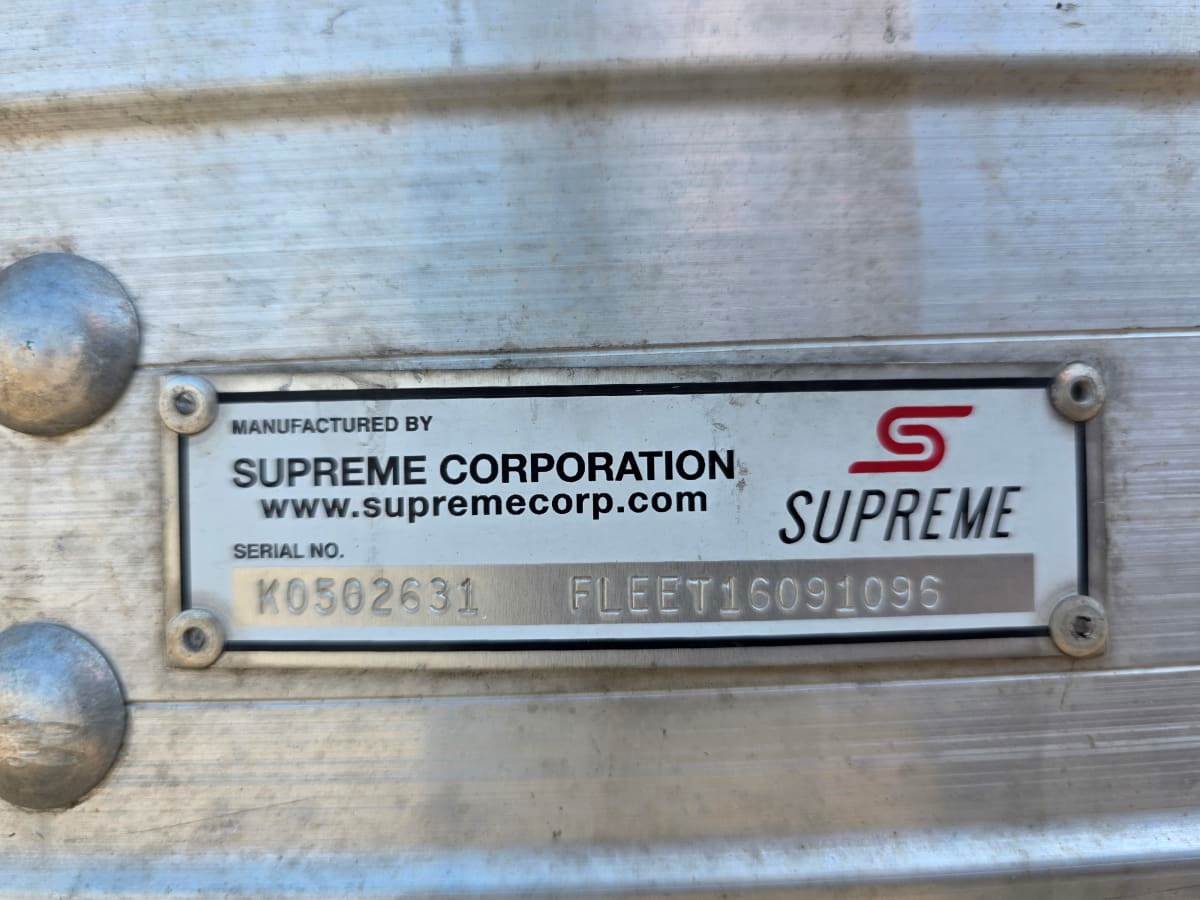 MANUFACTURED BY
SUPREME CORPORATION
www.supremecorp.com
SUPREME
SERIAL NO.
K0502631 FLEET16091096